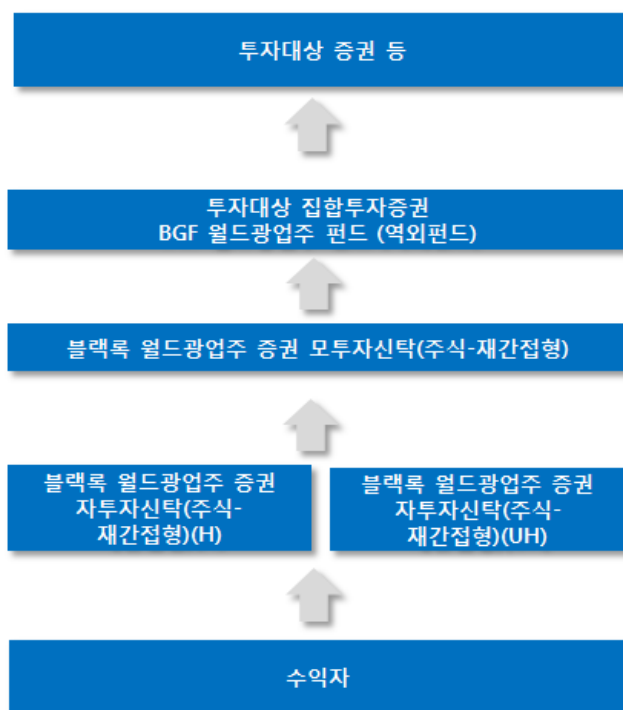 투자대상 증권 등
투자대상 집합투자증권
BGF 월드광업주 펀드 (역외펀드)
블랙록 월드광업주 증권 모투자신탁(주식-재간접형)
블랙록 월드광업주 증권
자투자신탁(주식-
재간접형)(H)
블랙록 월드광업주 증권
자투자신탁(주식-
재간접형)(UH)
수익자